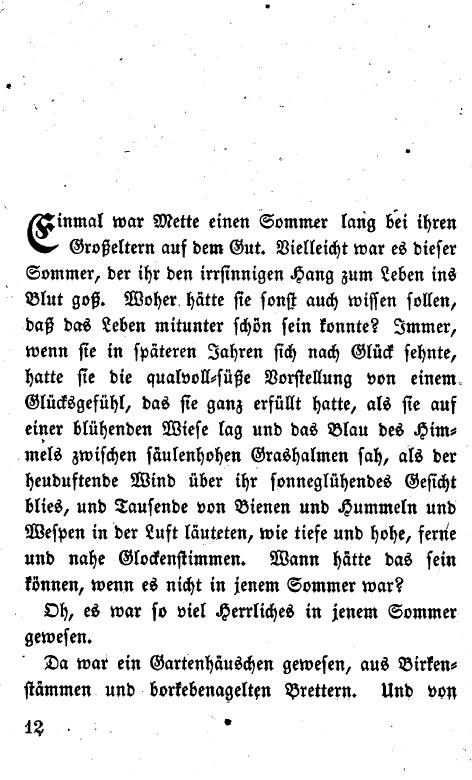 Einmal war Mette einen Sommer lang bei ihren
Großeltern auf dem Gut. Vielleicht war es dieser
Sommer, der ihr den irrsinnigen Hang zum Leben ins
Blut goß. Woher hätte sie sonst auch wissen sollen,
daß das Leben mitunter schön sein konnte? Immer,
wenn sie in späteren Jahren sich nach Glück sehnte,
hatte sie die qualvoll-süße Vorstellung von einem
Glücksgefühl, das sie ganz erfüllt hatte, als sie auf
einer blühenden Wiese lag und das Blau des Him-
mels zwischen säulenhohen Grashalmen sah, als der
heuduftende Wind über ihr sonneglühendes Gesicht
blies, und Tausende von Bienen und Hummeln und
Wespen in der Luft läuteten, wie tiefe und hohe, ferne
und nahe Glockenstimmen. Wann hätte das sein
können, wenn es nicht in jenem Sommer war?
Oh, es war so viel Herrliches in jenem Sommer
gewesen.
Da war ein Gartenhäuschen gewesen, aus Birken-
stämmen und borkebenagelten Brettern. Und von
12